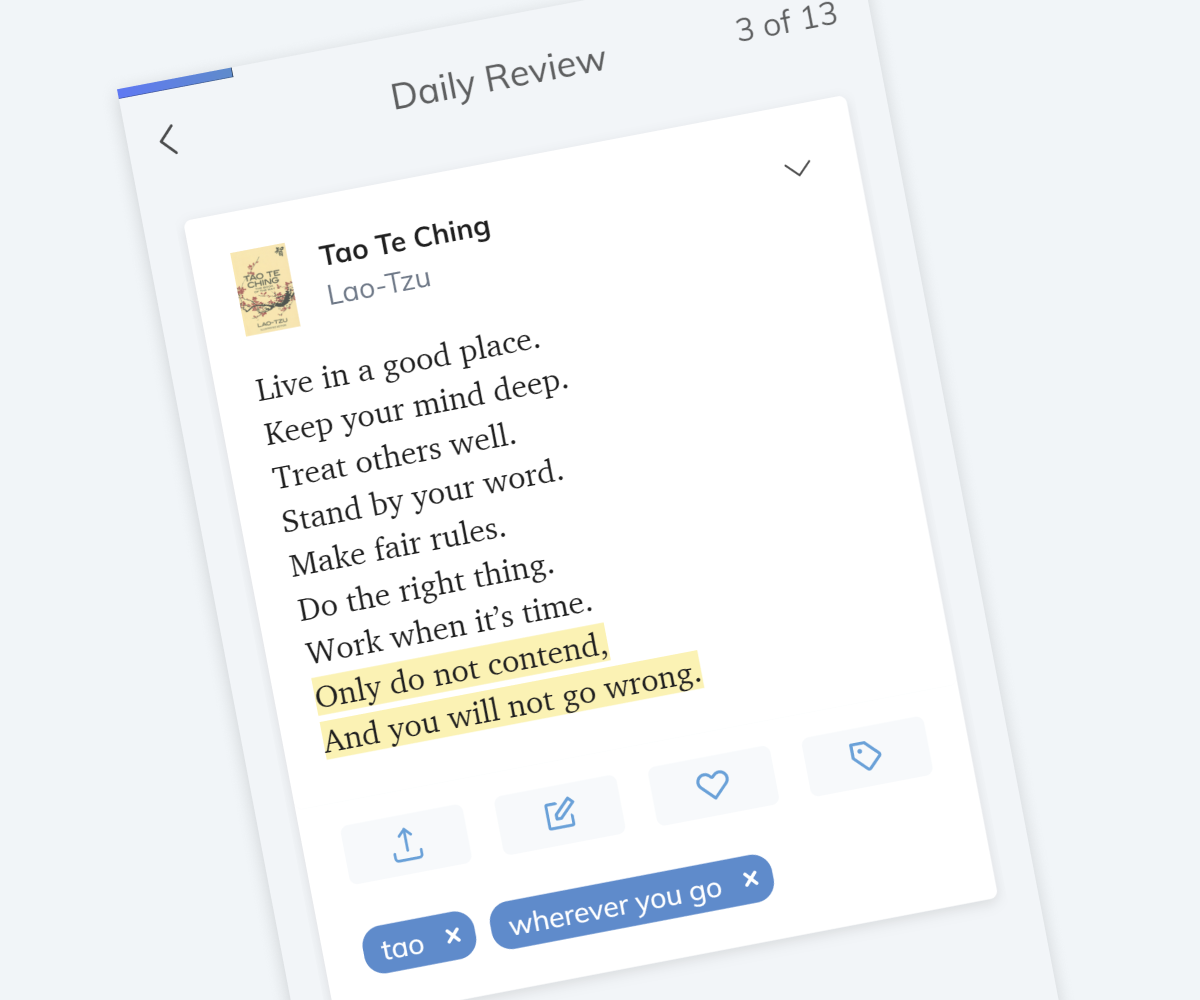 3 of 13
Daily Review
Tao Te Ching
Lao-Tzu
TAO TE
CHING
LAO-TZU
Live in a good place.
Keep your mind deep.
Treat others well.
Stand by your word.
Make fair rules.
Do the right thing.
Work when it’s time.
Only do not contend,
And you will not go wrong.
tao
wherever you go